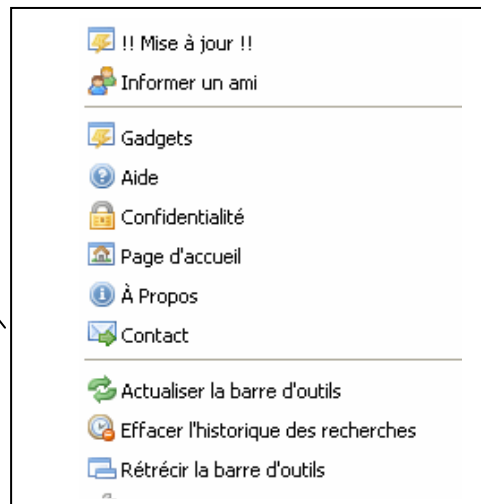 !! Mise à jour !!
Informer un ami
Gadgets
Aide
Confidentialité
Page d'accueil
À Propos
Contact
Actualiser la barre d'outils
Effacer l'historique des recherches
Rétrécir la barre d'outils